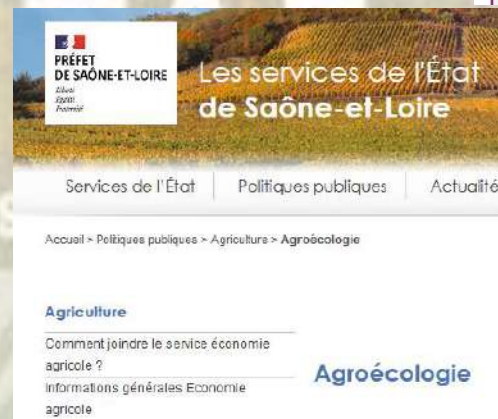 PRÉFET
DE SAÔNE-ET-LOIRE
Liberté
Égalité
Fraternité
Les services de l'État
de Saône-et-Loire
Services de l'État
Politiques publiques
Actualité
Accueil > Politiques publiques > Agriculture > Agroécologie
Agriculture
Comment joindre le service économie
agricole ?
Informations générales Economie
agricole
Agroécologie